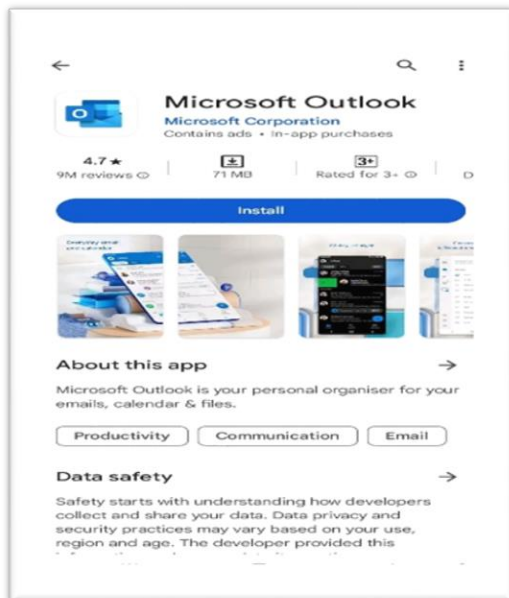 Microsoft Outlook
Microsoft Corporation
Contains ads • In-app purchases
4.7★
9M reviews
71 MB
3+
Rated for 3+
D
Install
About this app
Microsoft Outlook is your personal organiser for your
emails, calendar & files.
Productivity
Communication
Email
Data safety
Safety starts with understanding how developers
collect and share your data. Data privacy and
security practices may vary based on your use,
region and age. The developer provided this